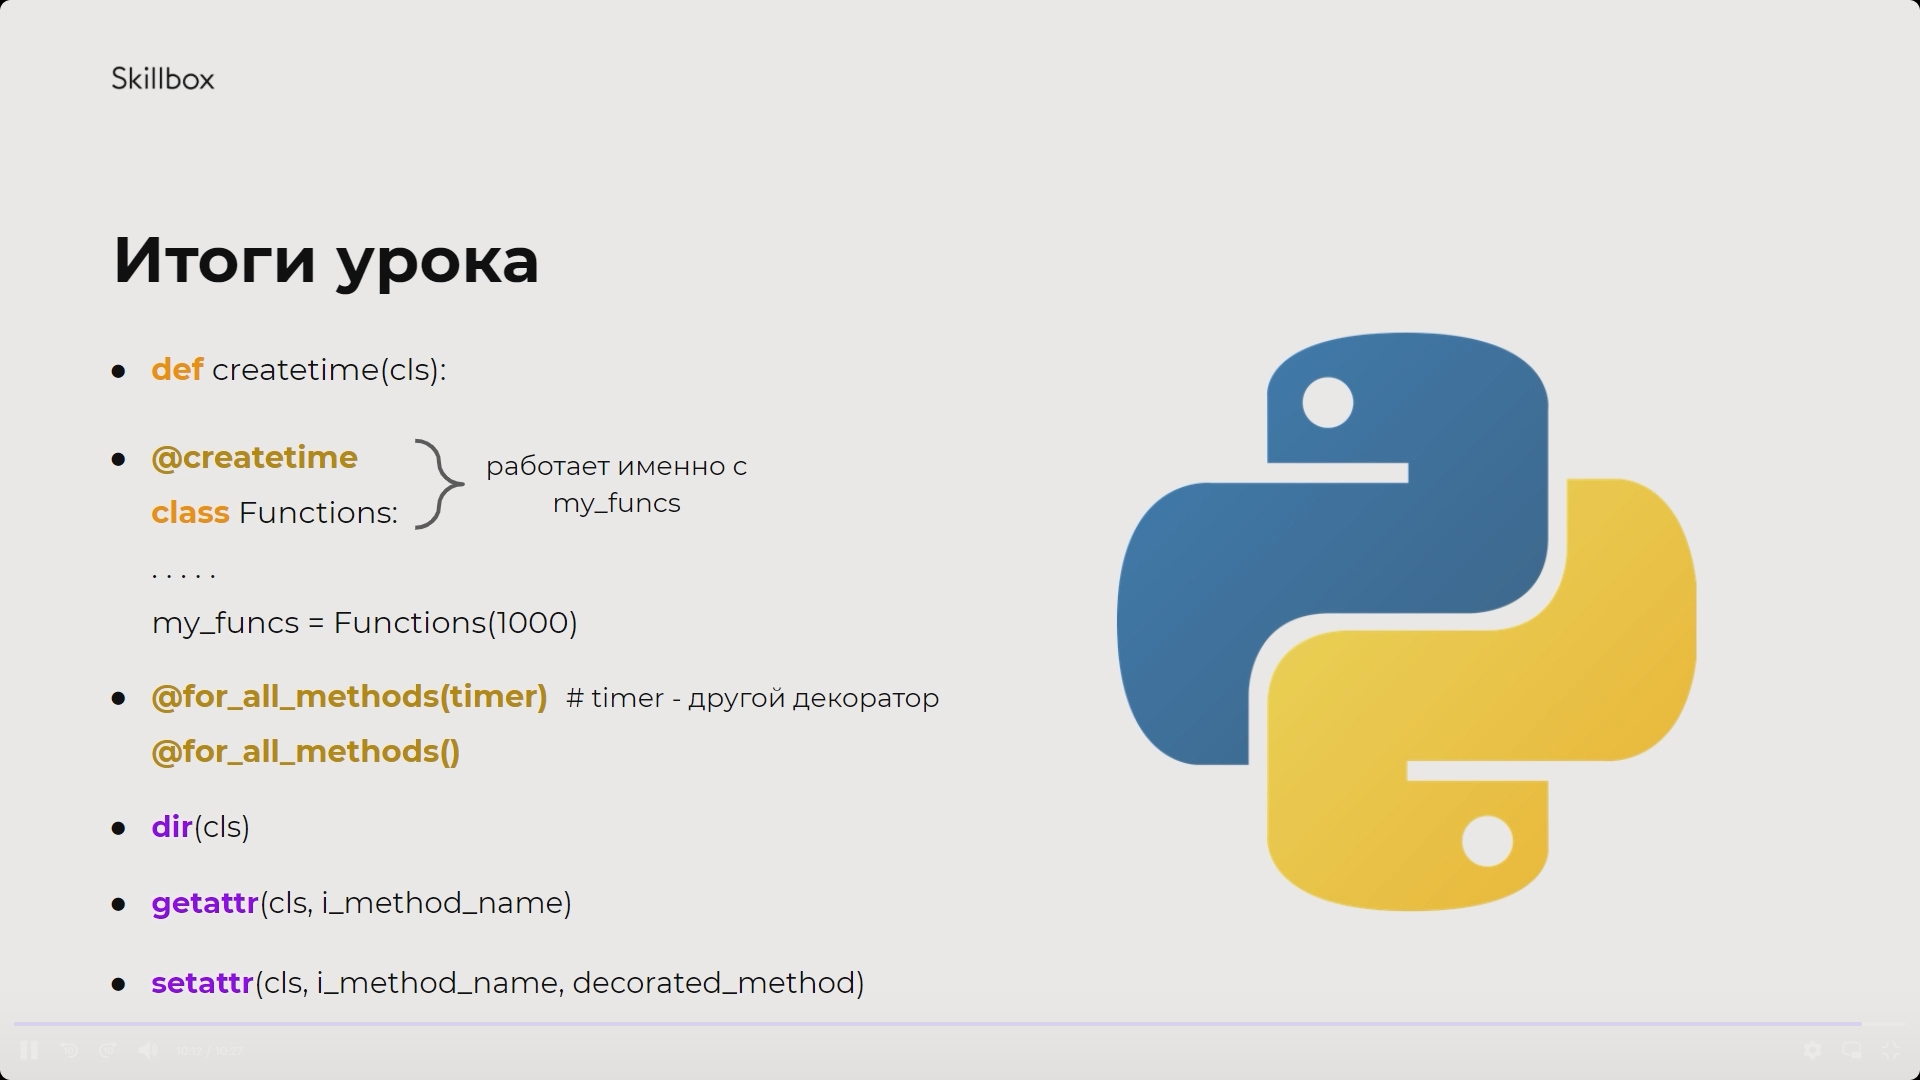 Skillbox
Итоги урока
● def createtime(cls):
● @createtime
class Functions:
работает именно с
my_funcs
. . . . .
my_funcs = Functions(1000)
● @for_all_methods(timer) # timer - другой декоратор
@for_all_methods()
● dir(cls)
● getattr(cls, i_method_name)
● setattr(cls, i_method_name, decorated_method)